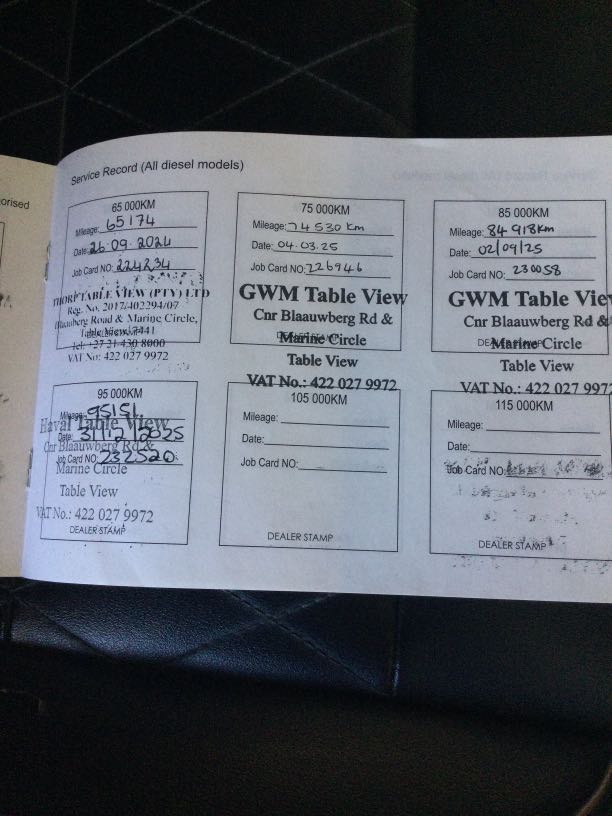 orised
Service Record (All diesel models)
65 000KM
Mileage: 65174
Date: 26.09.2024
Job Card NO: 224234
THORP TABLE VIEW (PTY) LTD
Reg. No. 2017/402294/07
Blaauwberg Road & Marine Circle,
Table View, 7441
Tel: +27 21 430 8000
VAT No: 422 027 9972
75 000KM
Mileage: 74 530 km
Date: 04.03.25
Job Card NO: 226946
GWM Table View
Cnr Blaauwberg Rd &
Marine Circle
DEALER STAMP
Table View
VAT No.: 422 027 9972
85 000KM
Mileage: 84 918km
Date: 02/09/25
Job Card NO: 230058
GWM Table View
Cnr Blaauwberg Rd &
Marine Circle
DEALER STAMP
Table View
VAT No.: 422 027 9972
95 000KM
Mileage: 95151
Haval Table View
Date: 31/12/2025
Cnr Blaauwberg Rd &
Job Card NO: 232520
Marine Circle
Table View
VAT No.: 422 027 9972
DEALER STAMP
105 000KM
Mileage:
Date:
Job Card NO:
DEALER STAMP
115 000KM
Mileage:
Date:
Job Card NO:
DEALER STAMP